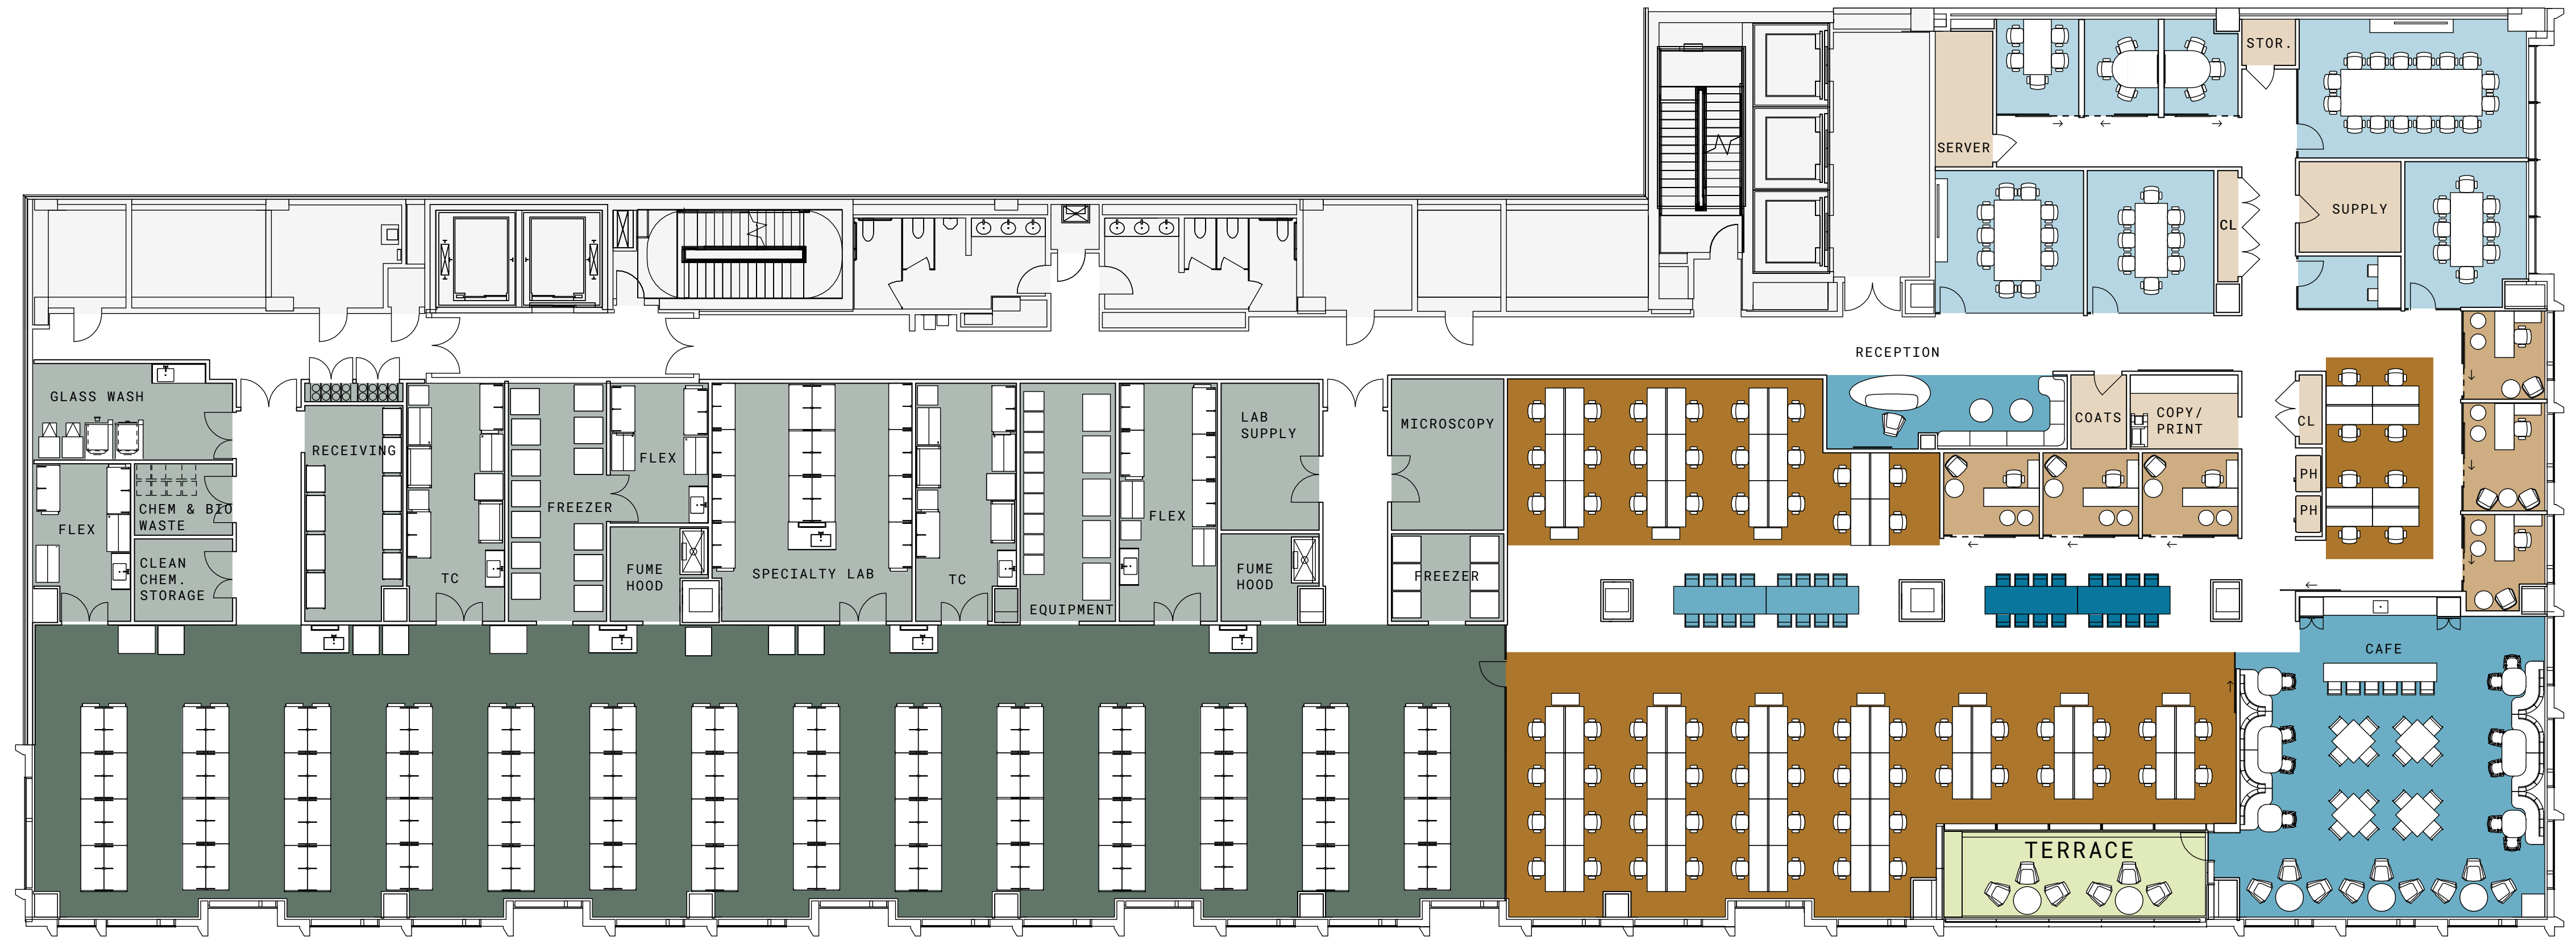 STOR.
SERVER
SUPPLY
CL
RECEPTION
GLASS WASH
RECEIVING
FLEX
LAB
SUPPLY
MICROSCOPY
COATS
COPY/
PRINT
CL
PH
PH
FLEX
CHEM & BIO
WASTE
FREEZER
FLEX
CLEAN
CHEM.
STORAGE
TC
FUME
HOOD
SPECIALTY LAB
TC
EQUIPMENT
FUME
HOOD
FREEZER
CAFE
TERRACE